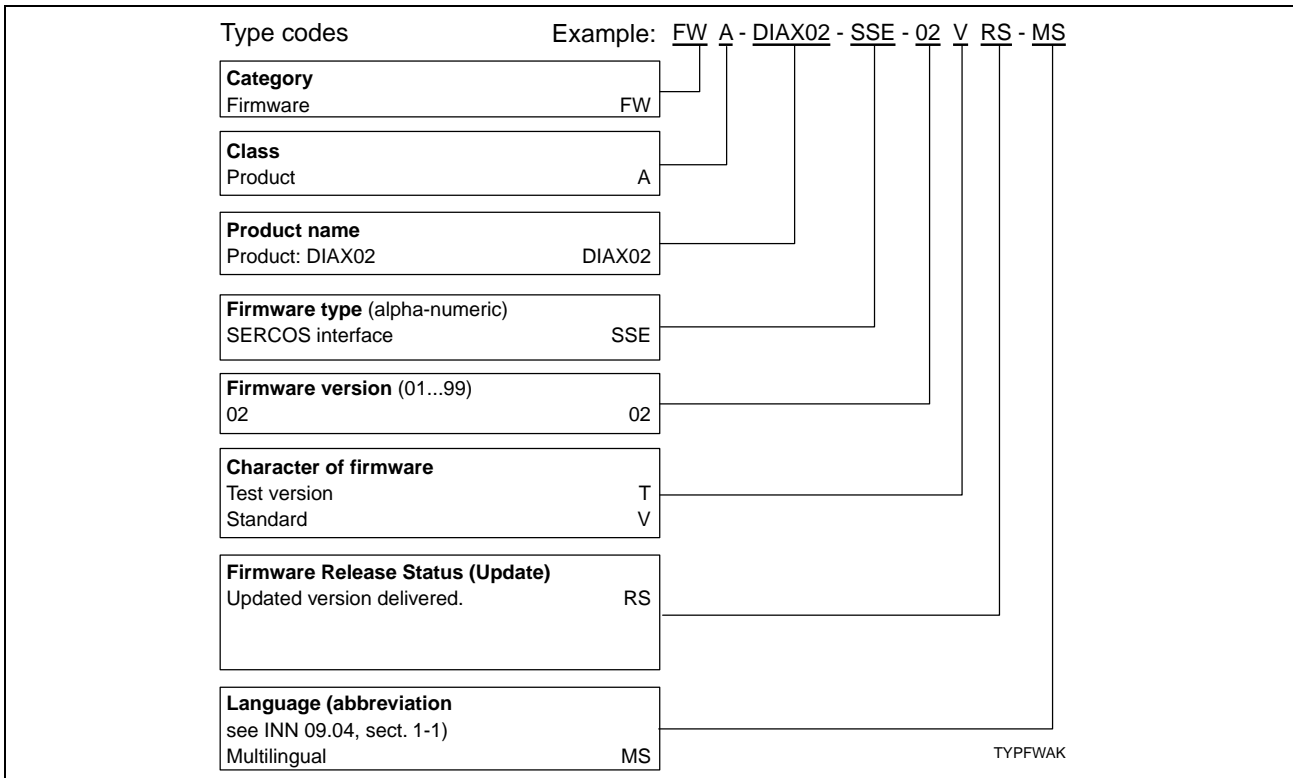 Type codes Example: FW A - DIAX02 - SSE - 02 V RS - MS
Category
Firmware FW
Class
Product A
Product name
Product: DIAX02 DIAX02
Firmware type (alpha-numeric)
SERCOS interface SSE
Firmware version (01...99)
02 02
Character of firmware
Test version T
Standard V
Firmware Release Status (Update)
Updated version delivered. RS
Language (abbreviation
see INN 09.04, sect. 1-1)
Multilingual MS
TYPFWAK